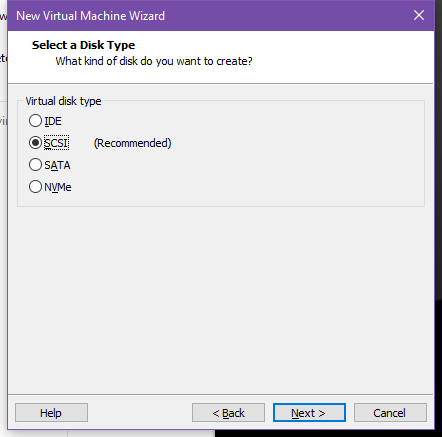 New Virtual Machine Wizard
Select a Disk Type
What kind of disk do you want to create?
Virtual disk type
IDE
SCSI (Recommended)
SATA
NVMe
Help
< Back
Next >
Cancel